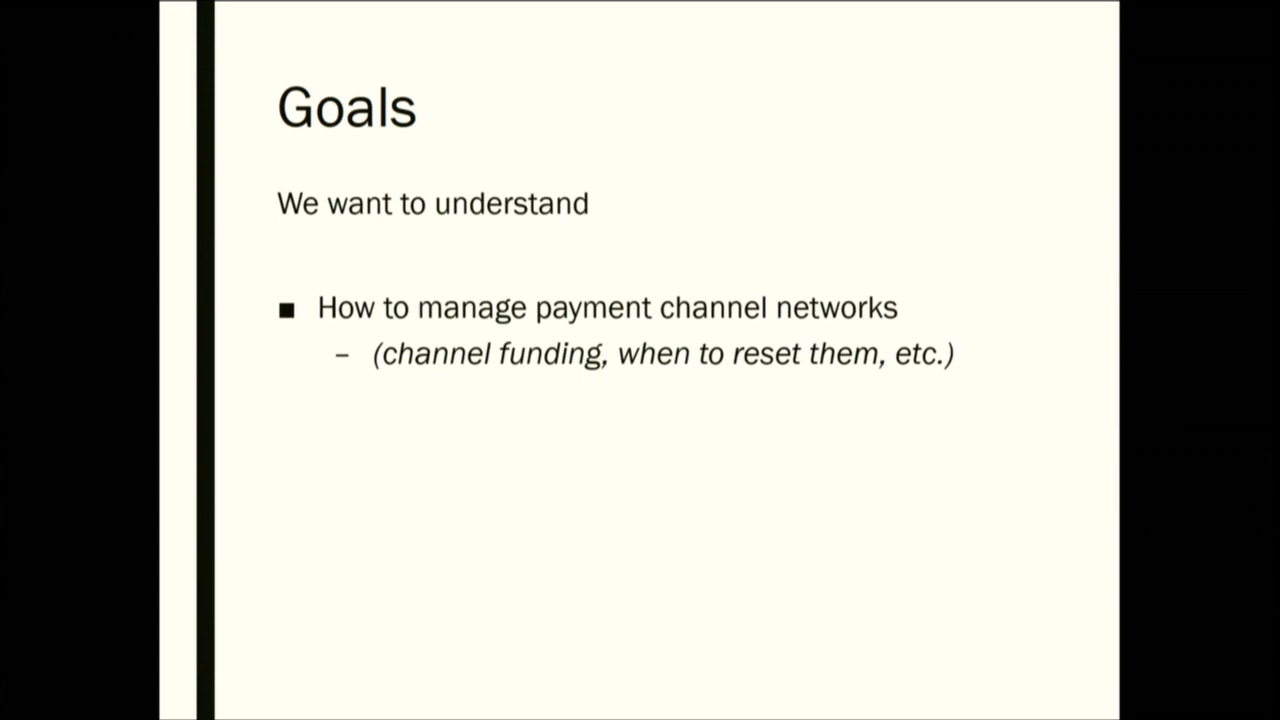 Goals
We want to understand
■ How to manage payment channel networks
– (channel funding, when to reset them, etc.)